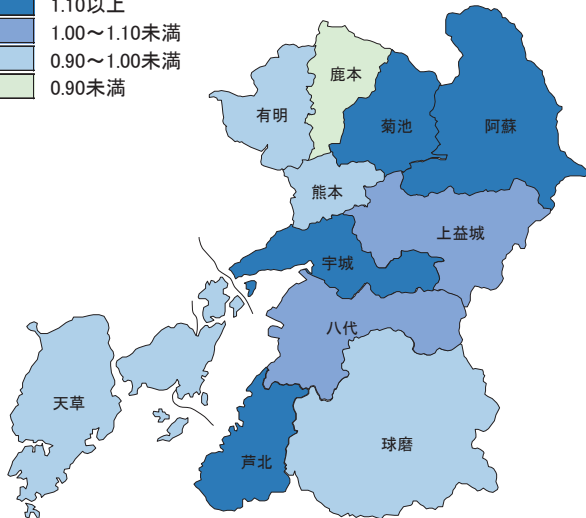 1.10以上
1.00～1.10未満
0.90～1.00未満
0.90未満
鹿本
有明
菊池
阿蘇
熊本
上益城
宇城
八代
天草
球磨
芦北